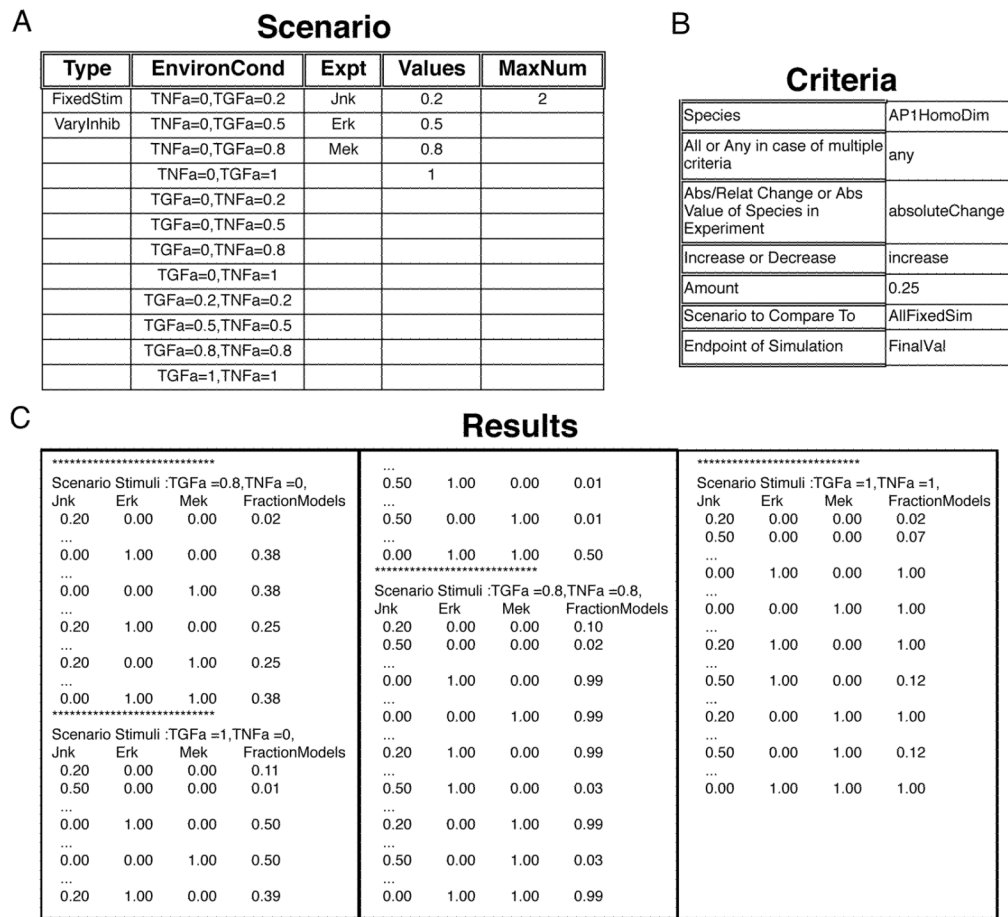 A
Scenario
Type EnvironCond Expt Values MaxNum
FixedStim TNFa=0,TGFa=0.2 Jnk 0.2 2
VaryInhib TNFa=0,TGFa=0.5 Erk 0.5
TNFa=0,TGFa=0.8 Mek 0.8
TNFa=0,TGFa=1 1
TGFa=0,TNFa=0.2
TGFa=0,TNFa=0.5
TGFa=0,TNFa=0.8
TGFa=0,TNFa=1
TGFa=0.2,TNFa=0.2
TGFa=0.5,TNFa=0.5
TGFa=0.8,TNFa=0.8
TGFa=1,TNFa=1
B
Criteria
Species AP1HomoDim
All or Any in case of multiple
criteria
any
Abs/Relat Change or Abs
Value of Species in
Experiment
absoluteChange
Increase or Decrease increase
Amount 0.25
Scenario to Compare To AllFixedSim
Endpoint of Simulation FinalVal
C
Results
****************************
Scenario Stimuli :TGFa =0.8,TNFa =0,
Jnk Erk Mek FractionModels
0.20 0.00 0.00 0.02
...
0.00 1.00 0.00 0.38
...
0.00 0.00 1.00 0.38
...
0.20 1.00 0.00 0.25
...
0.20 0.00 1.00 0.25
...
0.00 1.00 1.00 0.38
****************************
Scenario Stimuli :TGFa =1,TNFa =0,
Jnk Erk Mek FractionModels
0.20 0.00 0.00 0.11
0.50 0.00 0.00 0.01
...
0.00 1.00 0.00 0.50
...
0.00 0.00 1.00 0.50
...
0.20 1.00 0.00 0.39
...
0.50 1.00 0.00 0.01
...
0.50 0.00 1.00 0.01
...
0.00 1.00 1.00 0.50
****************************
Scenario Stimuli :TGFa =0.8,TNFa =0.8,
Jnk Erk Mek FractionModels
0.20 0.00 0.00 0.10
0.50 0.00 0.00 0.02
...
0.00 1.00 0.00 0.99
...
0.00 0.00 1.00 0.99
...
0.20 1.00 0.00 0.99
...
0.50 1.00 0.00 0.03
...
0.20 0.00 1.00 0.99
...
0.50 0.00 1.00 0.03
...
0.00 1.00 1.00 0.99
****************************
Scenario Stimuli :TGFa =1,TNFa =1,
Jnk Erk Mek FractionModels
0.20 0.00 0.00 0.02
0.50 0.00 0.00 0.07
...
0.00 1.00 0.00 1.00
...
0.00 0.00 1.00 1.00
...
0.20 1.00 0.00 1.00
...
0.50 1.00 0.00 0.12
...
0.20 0.00 1.00 1.00
...
0.50 0.00 1.00 0.12
...
0.00 1.00 1.00 1.00